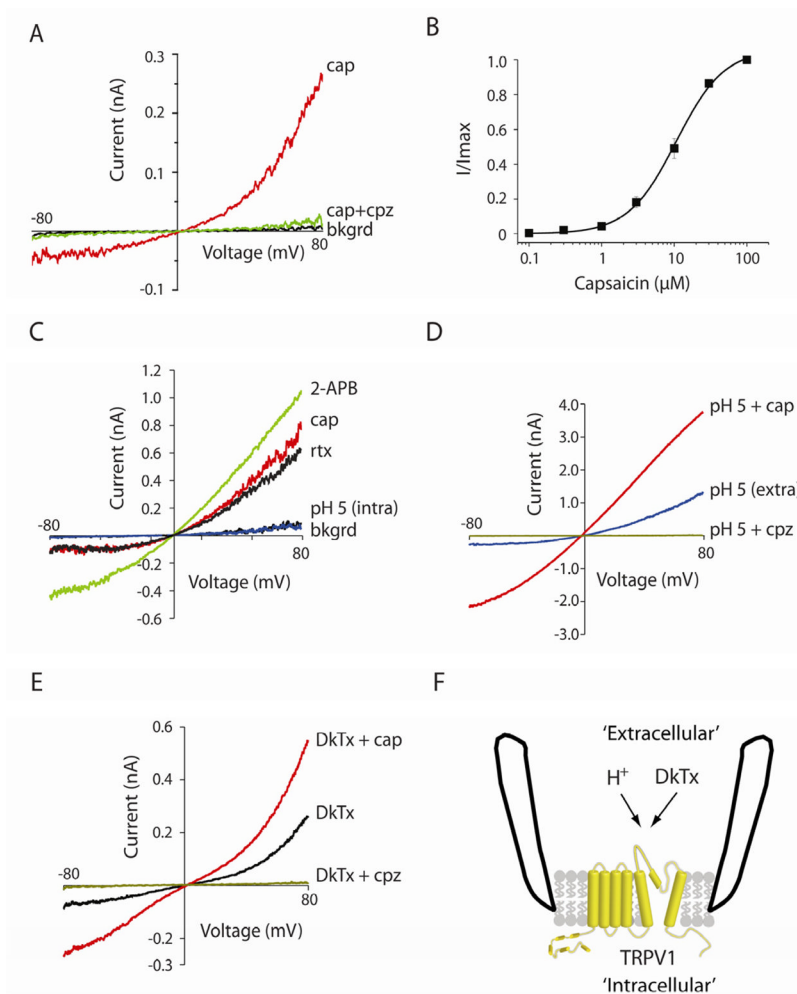 A
0.3
0.2
0.1
-0.1
Current (nA)
-80
80
Voltage (mV)
cap
cap+cpz
bkgrd
B
1.0
0.8
0.6
0.4
0.2
0
I/Imax
0.1
1
10
100
Capsaicin (µM)
C
1.2
1.0
0.8
0.6
0.4
0.2
-0.2
-0.4
-0.6
Current (nA)
-80
80
Voltage (mV)
2-APB
cap
rtx
pH 5 (intra)
bkgrd
D
4.0
3.0
1.0
-1.0
-2.0
-3.0
Current (nA)
-80
80
Voltage (mV)
pH 5 + cap
pH 5 (extra)
pH 5 + cpz
E
0.6
0.4
0.2
-0.2
-0.3
Current (nA)
-80
80
Voltage (mV)
DkTx + cap
DkTx
DkTx + cpz
F
‘Extracellular’
H+
DkTx
TRPV1
‘Intracellular’